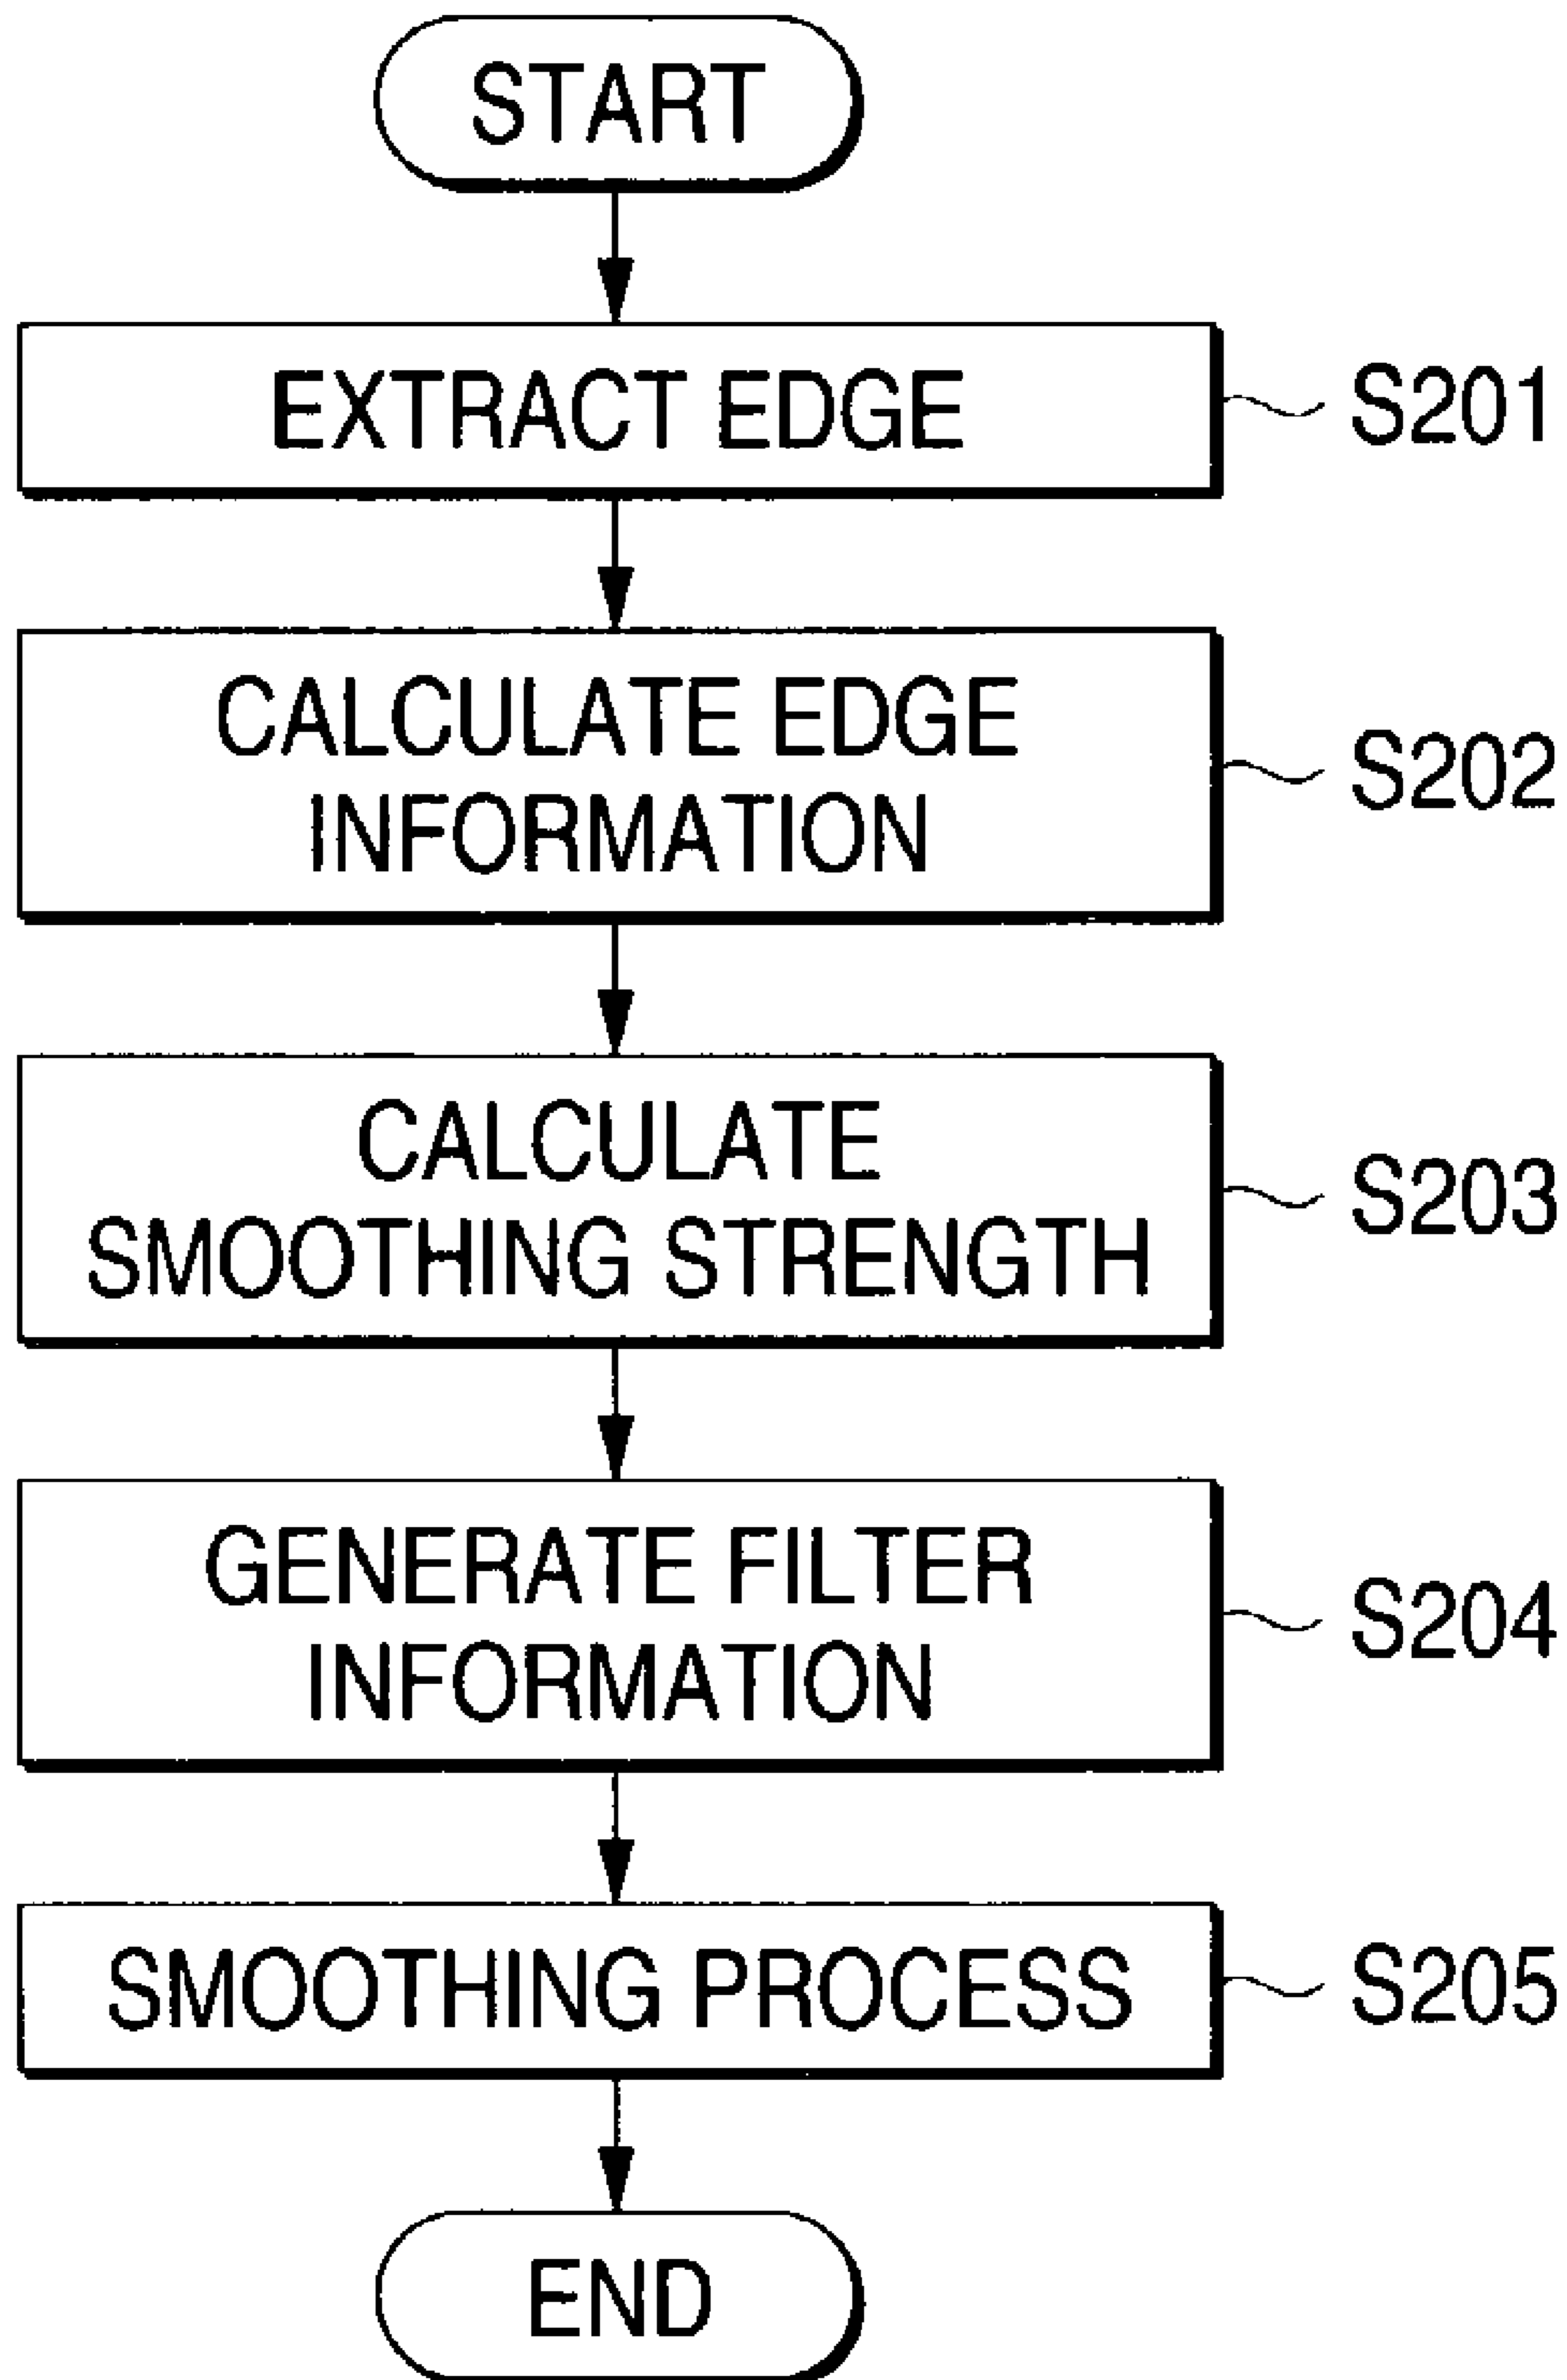 START
EXTRACT EDGE
S201
CALCULATE EDGE
INFORMATION
S202
CALCULATE
SMOOTHING STRENGTH
S203
GENERATE FILTER
INFORMATION
S204
SMOOTHING PROCESS
S205
END